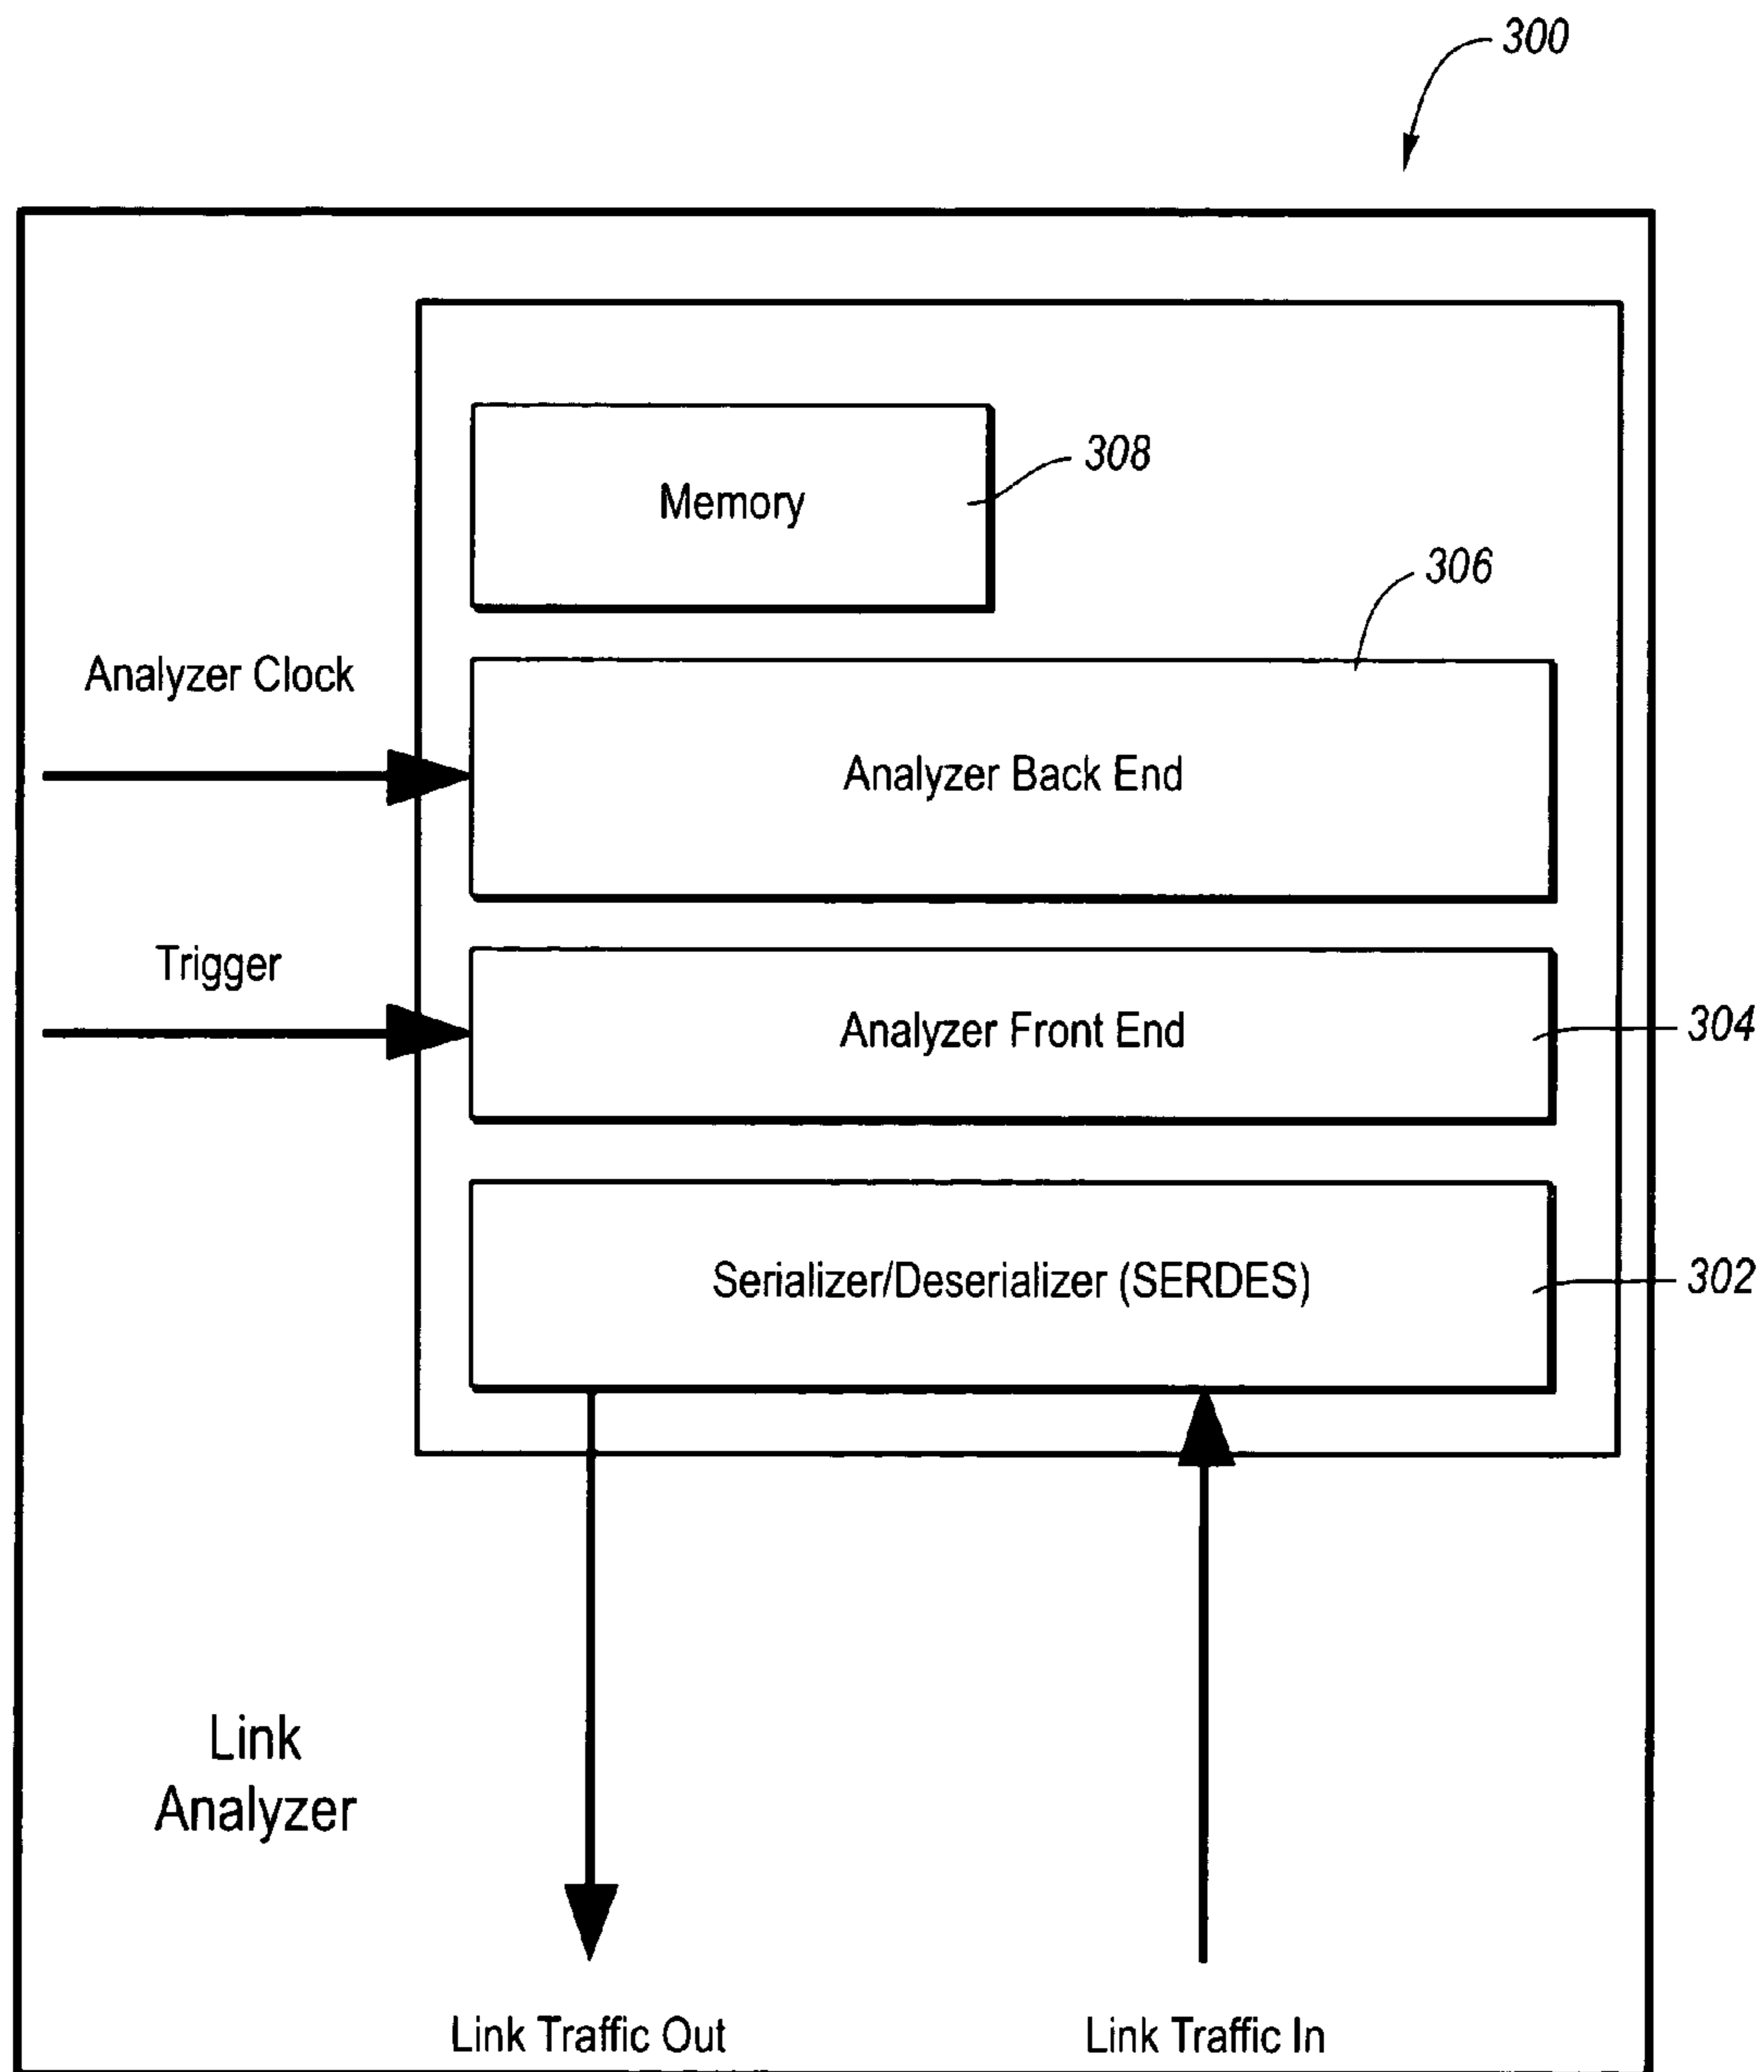 300
Memory
308
306
Analyzer Clock
Analyzer Back End
Trigger
Analyzer Front End
304
Serializer/Deserializer (SERDES)
302
Link
Analyzer
Link Traffic Out
Link Traffic In